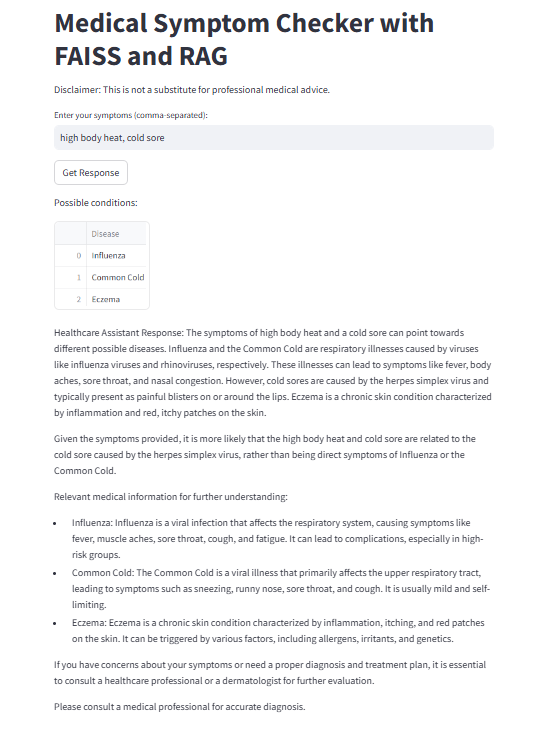 Medical Symptom Checker with
FAISS and RAG
Disclaimer: This is not a substitute for professional medical advice.
Enter your symptoms (comma-separated):
high body heat, cold sore
Get Response
Possible conditions:
Disease
0 Influenza
1 Common Cold
2 Eczema
Healthcare Assistant Response: The symptoms of high body heat and a cold sore can point towards
different possible diseases. Influenza and the Common Cold are respiratory illnesses caused by viruses
like influenza viruses and rhinoviruses, respectively. These illnesses can lead to symptoms like fever, body
aches, sore throat, and nasal congestion. However, cold sores are caused by the herpes simplex virus and
typically present as painful blisters on or around the lips. Eczema is a chronic skin condition characterized
by inflammation and red, itchy patches on the skin.
Given the symptoms provided, it is more likely that the high body heat and cold sore are related to the
cold sore caused by the herpes simplex virus, rather than being direct symptoms of Influenza or the
Common Cold.
Relevant medical information for further understanding:
• Influenza: Influenza is a viral infection that affects the respiratory system, causing symptoms like
fever, muscle aches, sore throat, cough, and fatigue. It can lead to complications, especially in high-
risk groups.
• Common Cold: The Common Cold is a viral illness that primarily affects the upper respiratory tract,
leading to symptoms such as sneezing, runny nose, sore throat, and cough. It is usually mild and self-
limiting.
• Eczema: Eczema is a chronic skin condition characterized by inflammation, itching, and red patches
on the skin. It can be triggered by various factors, including allergens, irritants, and genetics.
If you have concerns about your symptoms or need a proper diagnosis and treatment plan, it is essential
to consult a healthcare professional or a dermatologist for further evaluation.
Please consult a medical professional for accurate diagnosis.